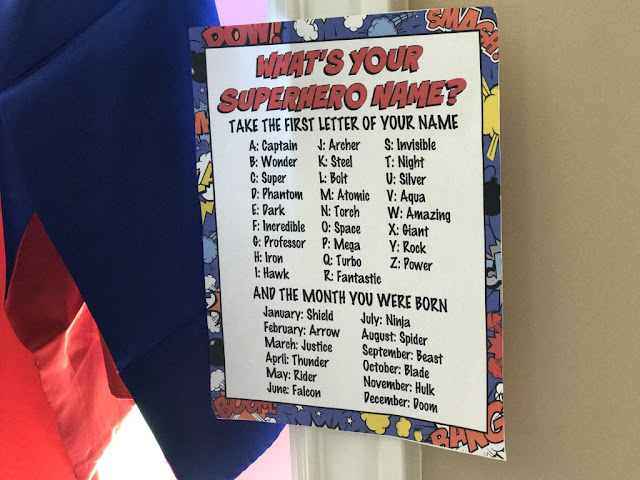 POW!
SMASH!
WHAT'S YOUR
SUPERHERO NAME?
TAKE THE FIRST LETTER OF YOUR NAME
A: Captain
B: Wonder
C: Super
D: Phantom
E: Dark
F: Incredible
G: Professor
H: Iron
I: Hawk
J: Archer
K: Steel
L: Bolt
M: Atomic
N: Torch
O: Space
P: Mega
Q: Turbo
R: Fantastic
S: Invisible
T: Night
U: Silver
V: Aqua
W: Amazing
X: Giant
Y: Rock
Z: Power
AND THE MONTH YOU WERE BORN
January: Shield
February: Arrow
March: Justice
April: Thunder
May: Rider
June: Falcon
July: Ninja
August: Spider
September: Beast
October: Blade
November: Hulk
December: Doom
BOOM
BANG